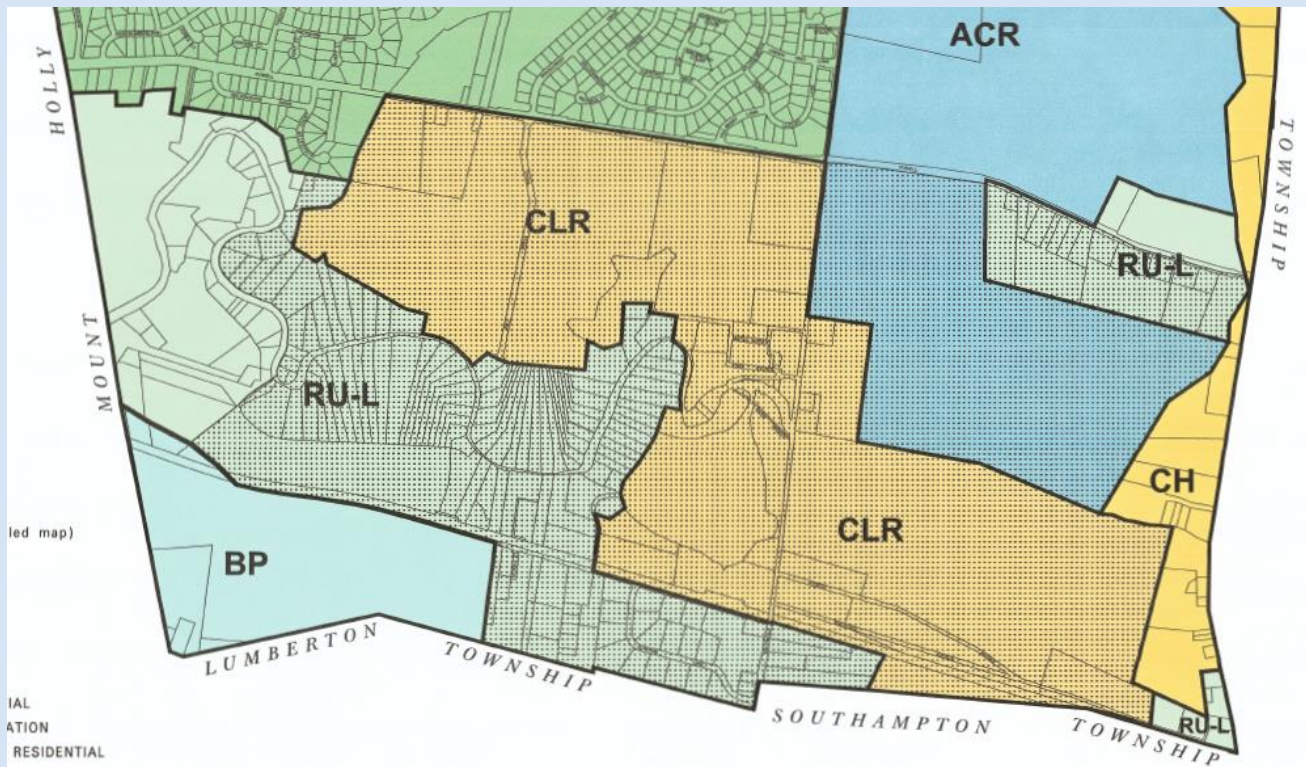 ACR
HOLLY
TOWNSHIP
CLR
RU-L
MOUNT
RU-L
CH
led map)
CLR
BP
LUMBERTON TOWNSHIP
SOUTHAMPTON TOWNSHIP
IAL
ATION
RESIDENTIAL
RU-L